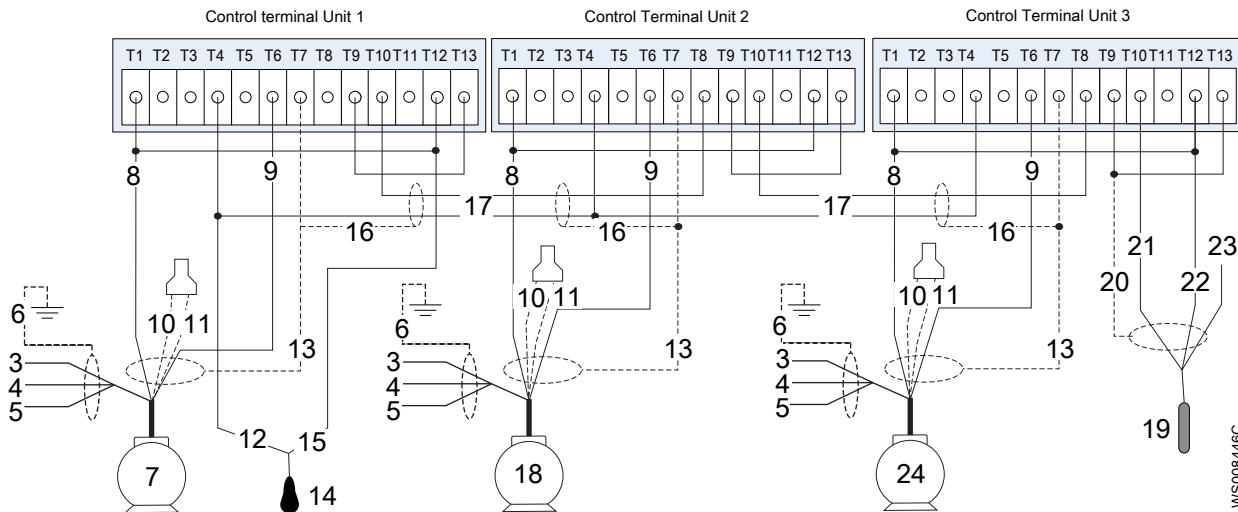 Control terminal Unit 1
Control Terminal Unit 2
Control Terminal Unit 3
T1 T2 T3 T4 T5 T6 T7 T8 T9 T10 T11 T12 T13
T1 T2 T3 T4 T5 T6 T7 T8 T9 T10 T11 T12 T13
T1 T2 T3 T4 T5 T6 T7 T8 T9 T10 T11 T12 T13
8 9 8 9 8 9
17 17
16 16 16 21 23
20 22
10 11 10 11 10 11
6 6 6
13 13 13
3 3 3
4 4 4
5 5 5
12 15 19
7 14 18 24
WS008446C